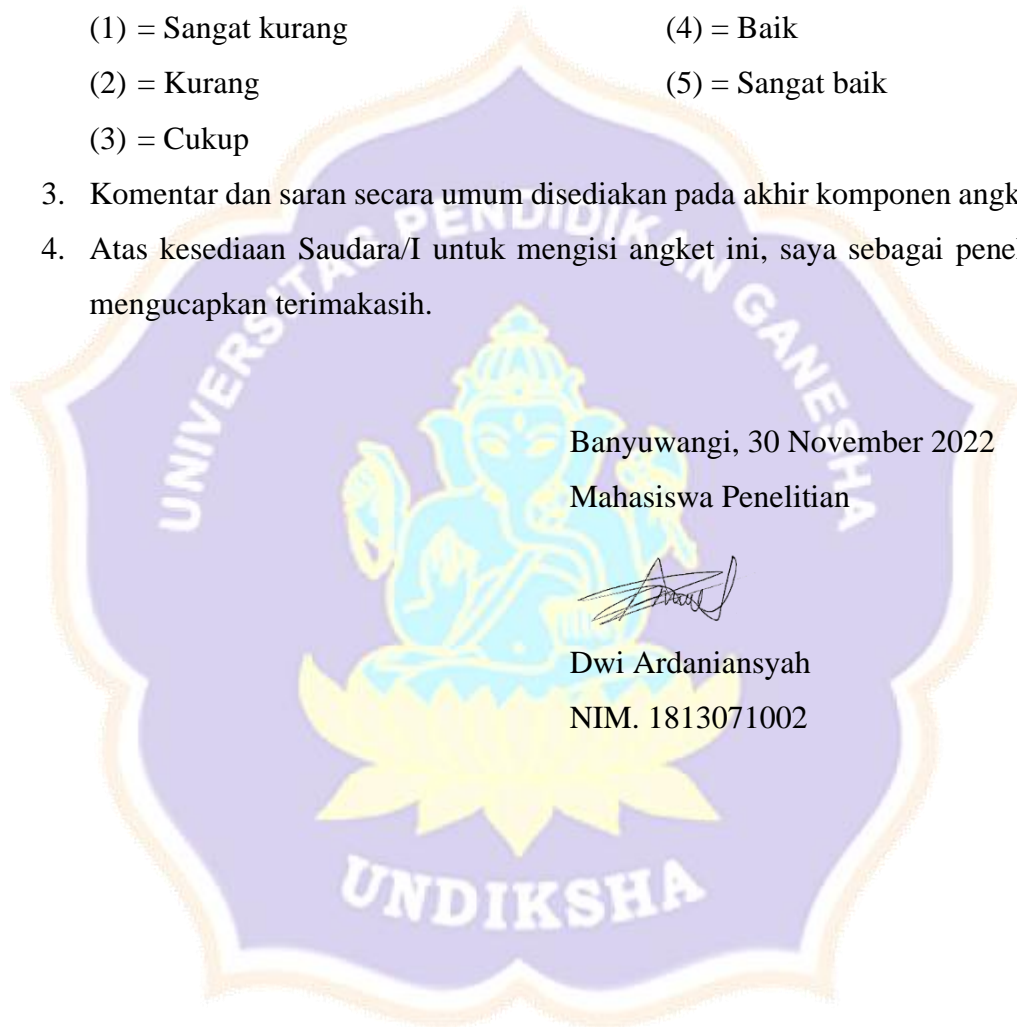 (1) = Sangat kurang (4) = Baik
(2) = Kurang (5) = Sangat baik
(3) = Cukup
3. Komentar dan saran secara umum disediakan pada akhir komponen
4. Atas kesediaan Saudara/I untuk mengisi angket ini, saya sebagai
mengucapkan terimakasih.
UNIVERSITAS PENDIDIKAN GANESHA
Banyuwangi, 30 November 2022
Mahasiswa Penelitian
Dwi Ardaniansyah
NIM. 1813071002
UNDIKSHA